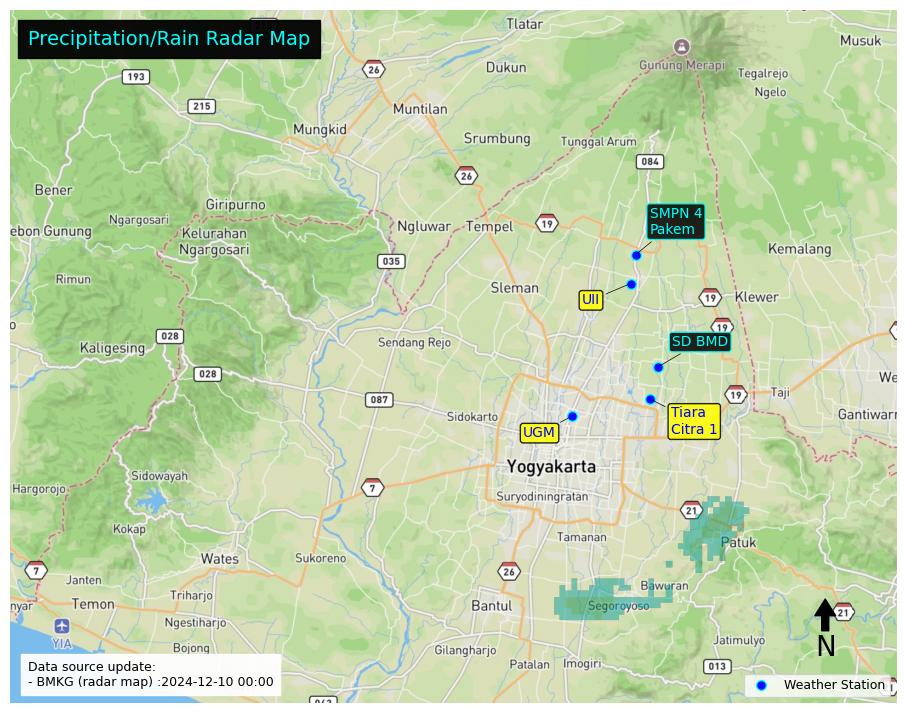 Precipitation/Rain Radar Map
Tlatar
Musuk
Gunung Merapi
26
Dukun
Tegalrejo
193
Ngelo
215
Muntilan
Mungkid
Srumbung
Tunggal Arum
084
26
Bener
Giripurno
SMPN 4
Pakem
Ngargosari
Ngluwar
Tempel
19
ebon Gunung
Kelurahan
Ngargosari
Kemalang
035
Rimun
Sleman
UII
19
Klewer
19
028
Sendang Rejo
SD BMD
Kaligesing
028
We
087
19
Taji
Sidokarto
Tiara
Citra 1
Gantiwarn
UGM
Yogyakarta
Sidowayah
Hargorojo
7
Suryodiningratan
21
Kokap
Tamanan
Patuk
Wates
Sukoreno
7
26
Janten
Bawuran
nyar
Temon
Triharjo
Bantul
Segoroyoso
Ngestiharjo
21
YIA
N
Bojong
Gilangharjo
Jatimulyo
Patalan
Imogiri
013
Data source update:
- BMKG (radar map) :2024-12-10 00:00
Weather Station